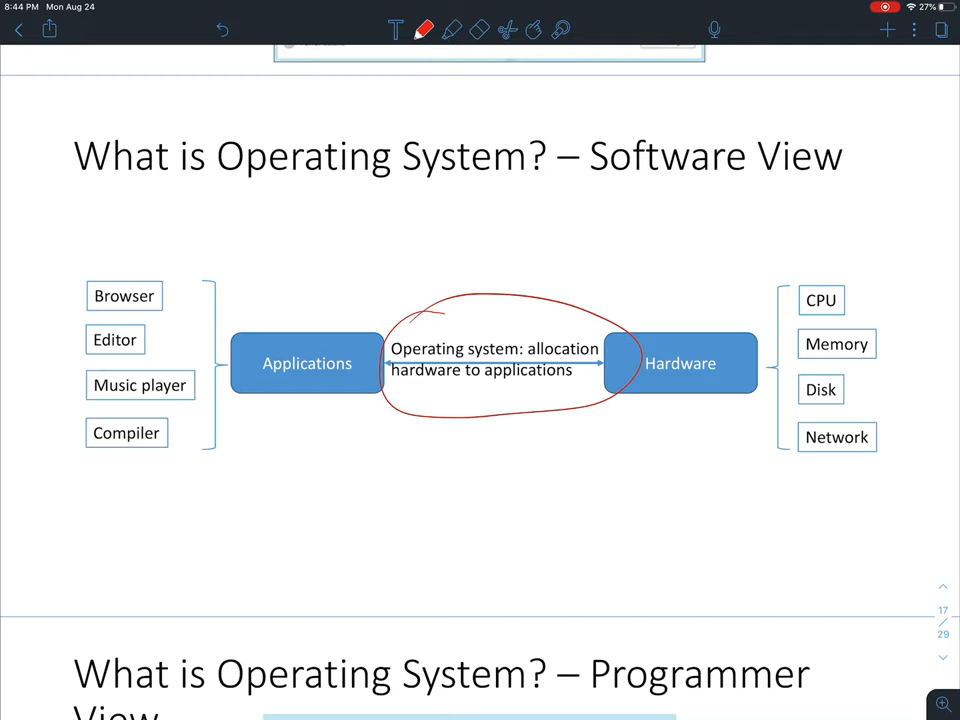 8:44 PM Mon Aug 24
27%
What is Operating System? – Software View
Browser
Editor
Music player
Compiler
Applications
Operating system: allocation
hardware to applications
Hardware
CPU
Memory
Disk
Network
17
/
29
What is Operating System? – Programmer
View